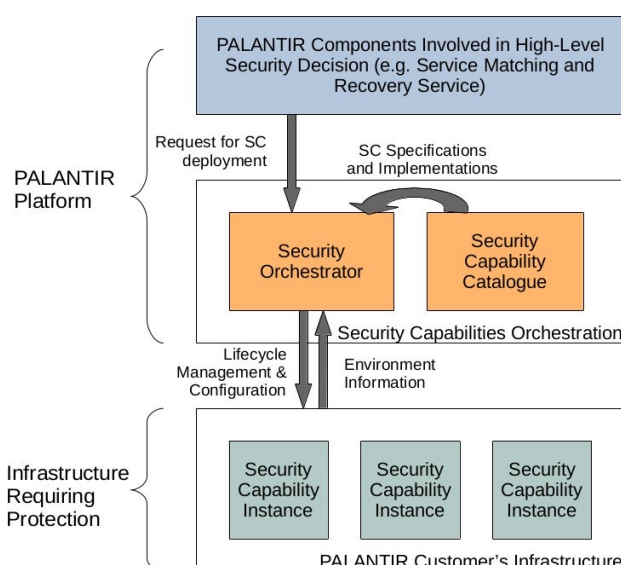 PALANTIR Components Involved in High-Level
Security Decision (e.g. Service Matching and
Recovery Service)
Request for SC
deployment
SC Specifications
and Implementations
PALANTIR
Platform
Security
Orchestrator
Security
Capability
Catalogue
Security Capabilities Orchestration
Lifecycle
Management &
Configuration
Environment
Information
Infrastructure
Requiring
Protection
Security
Capability
Instance
Security
Capability
Instance
Security
Capability
Instance
PALANTIR Customer's Infrastructure